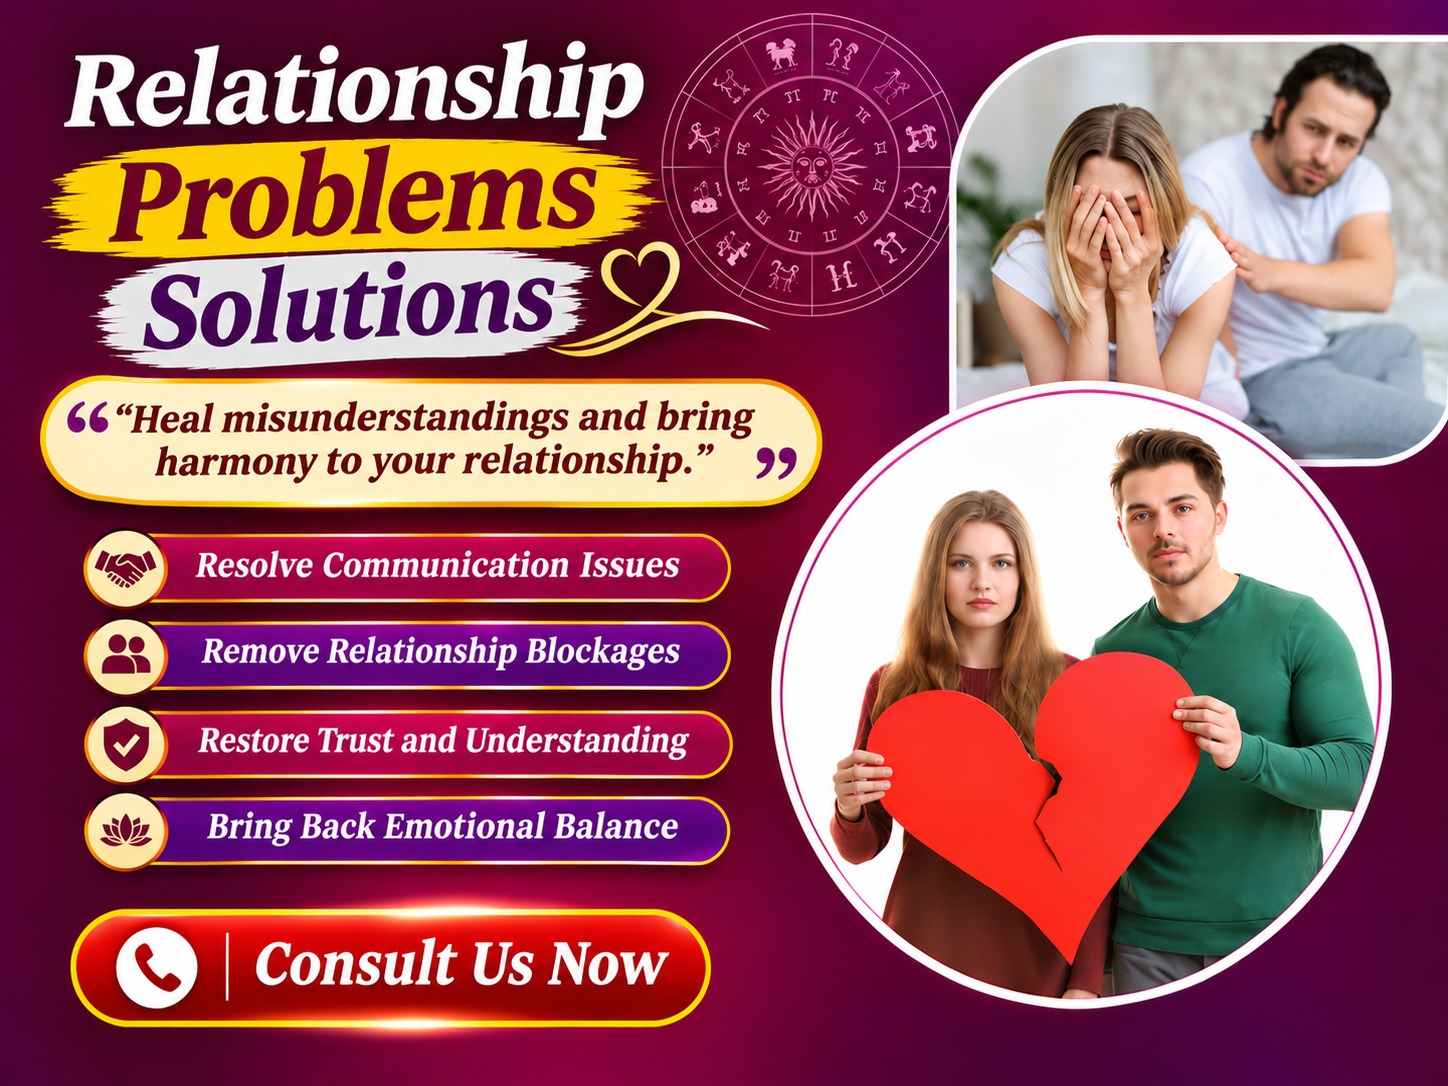 Relationship
Problems
Solutions
“ “Heal misunderstandings and bring
harmony to your relationship.” ”
Resolve Communication Issues
Remove Relationship Blockages
Restore Trust and Understanding
Bring Back Emotional Balance
Consult Us Now